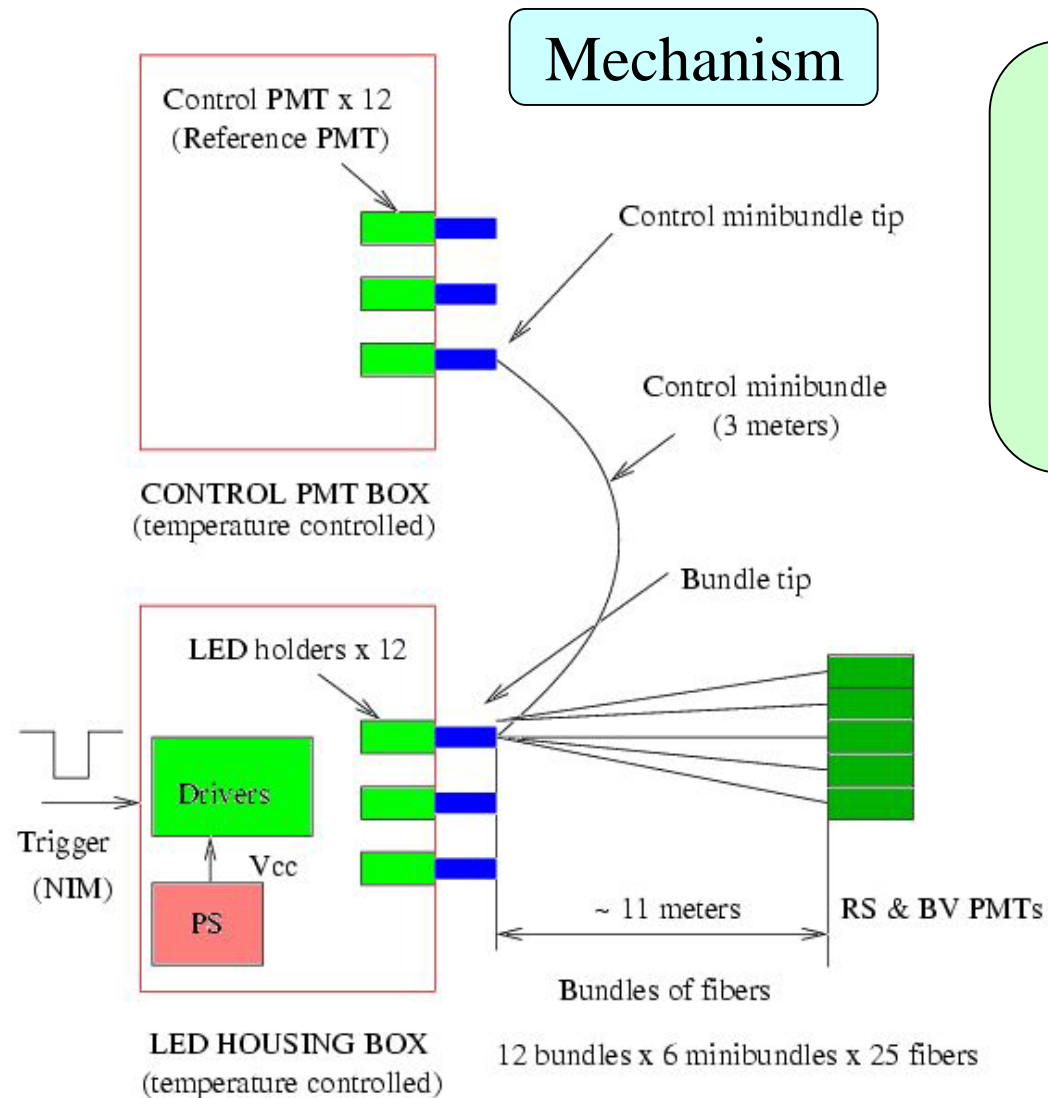 Mechanism
Control PMT x 12
(Reference PMT)
Control minibundle tip
Control minibundle
(3 meters)
CONTROL PMT BOX
(temperature controlled)
Bundle tip
LED holders x 12
Drivers
Trigger
(NIM)
Vcc
PS
~ 11 meters
RS & BV PMTs
Bundles of fibers
LED HOUSING BOX
(temperature controlled)
12 bundles x 6 minibundles x 25 fibers